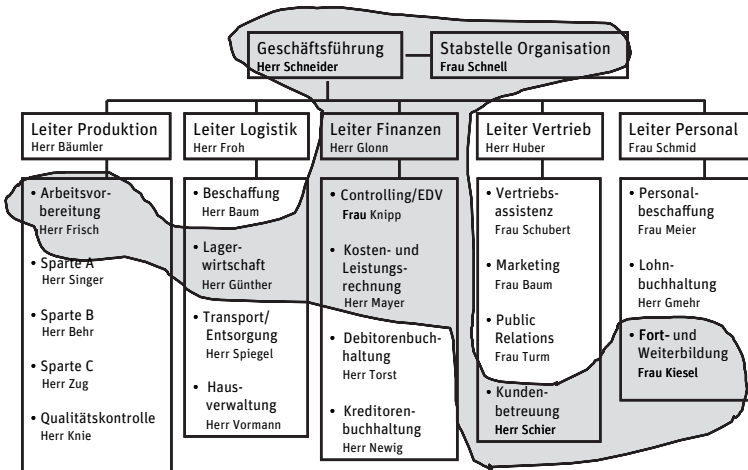 Geschäftsführung
Herr Schneider
Stabstelle Organisation
Frau Schnell
Leiter Produktion
Herr Bäumler
Leiter Logistik
Herr Froh
Leiter Finanzen
Herr Glonn
Leiter Vertrieb
Herr Huber
Leiter Personal
Frau Schmid
• Arbeitsvor-
bereitung
Herr Frisch
• Sparte A
Herr Singer
• Sparte B
Herr Behr
• Sparte C
Herr Zug
• Qualitätskontrolle
Herr Knie
• Beschaffung
Herr Baum
• Lager-
wirtschaft
Herr Günther
• Transport/
Entsorgung
Herr Spiegel
• Haus-
verwaltung
Herr Vormann
• Controlling/EDV
Frau Knipp
• Kosten- und
Leistungs-
rechnung
Herr Mayer
• Debitorenbuch-
haltung
Herr Torst
• Kreditoren-
buchhaltung
Herr Newig
• Vertriebs-
assistenz
Frau Schubert
• Marketing
Frau Baum
• Public
Relations
Frau Turm
• Kunden-
betreuung
Herr Schier
• Personal-
beschaffung
Frau Meier
• Lohn-
buchhaltung
Herr Gmehr
• Fort- und
Weiterbildung
Frau Kiesel